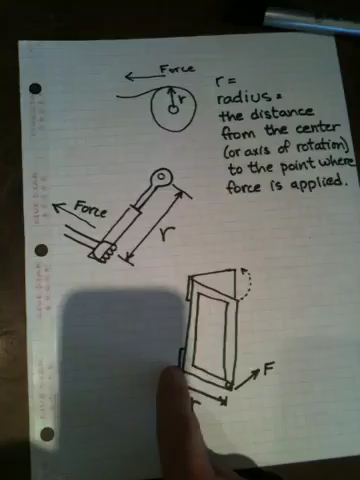 Force
r
r =
radius =
the distance
from the center
(or axis of rotation)
to the point where
force is applied.
Force
r
F
r